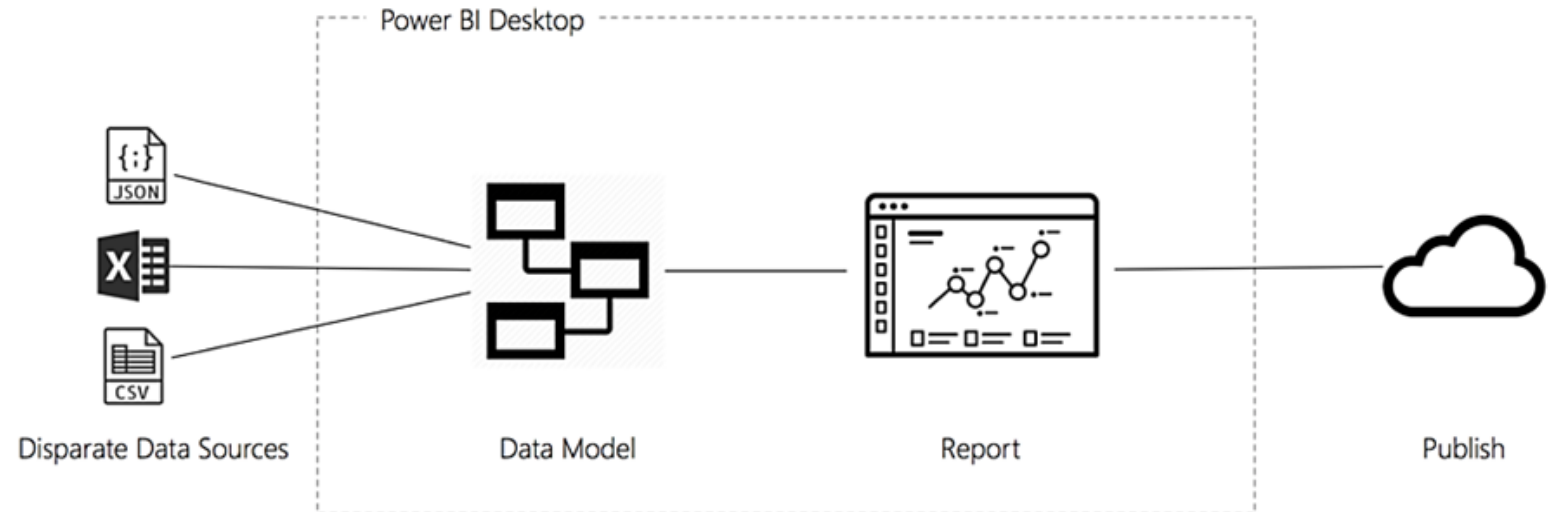 Power BI Desktop
{;}
JSON
X
CSV
Disparate Data Sources
Data Model
Report
Publish